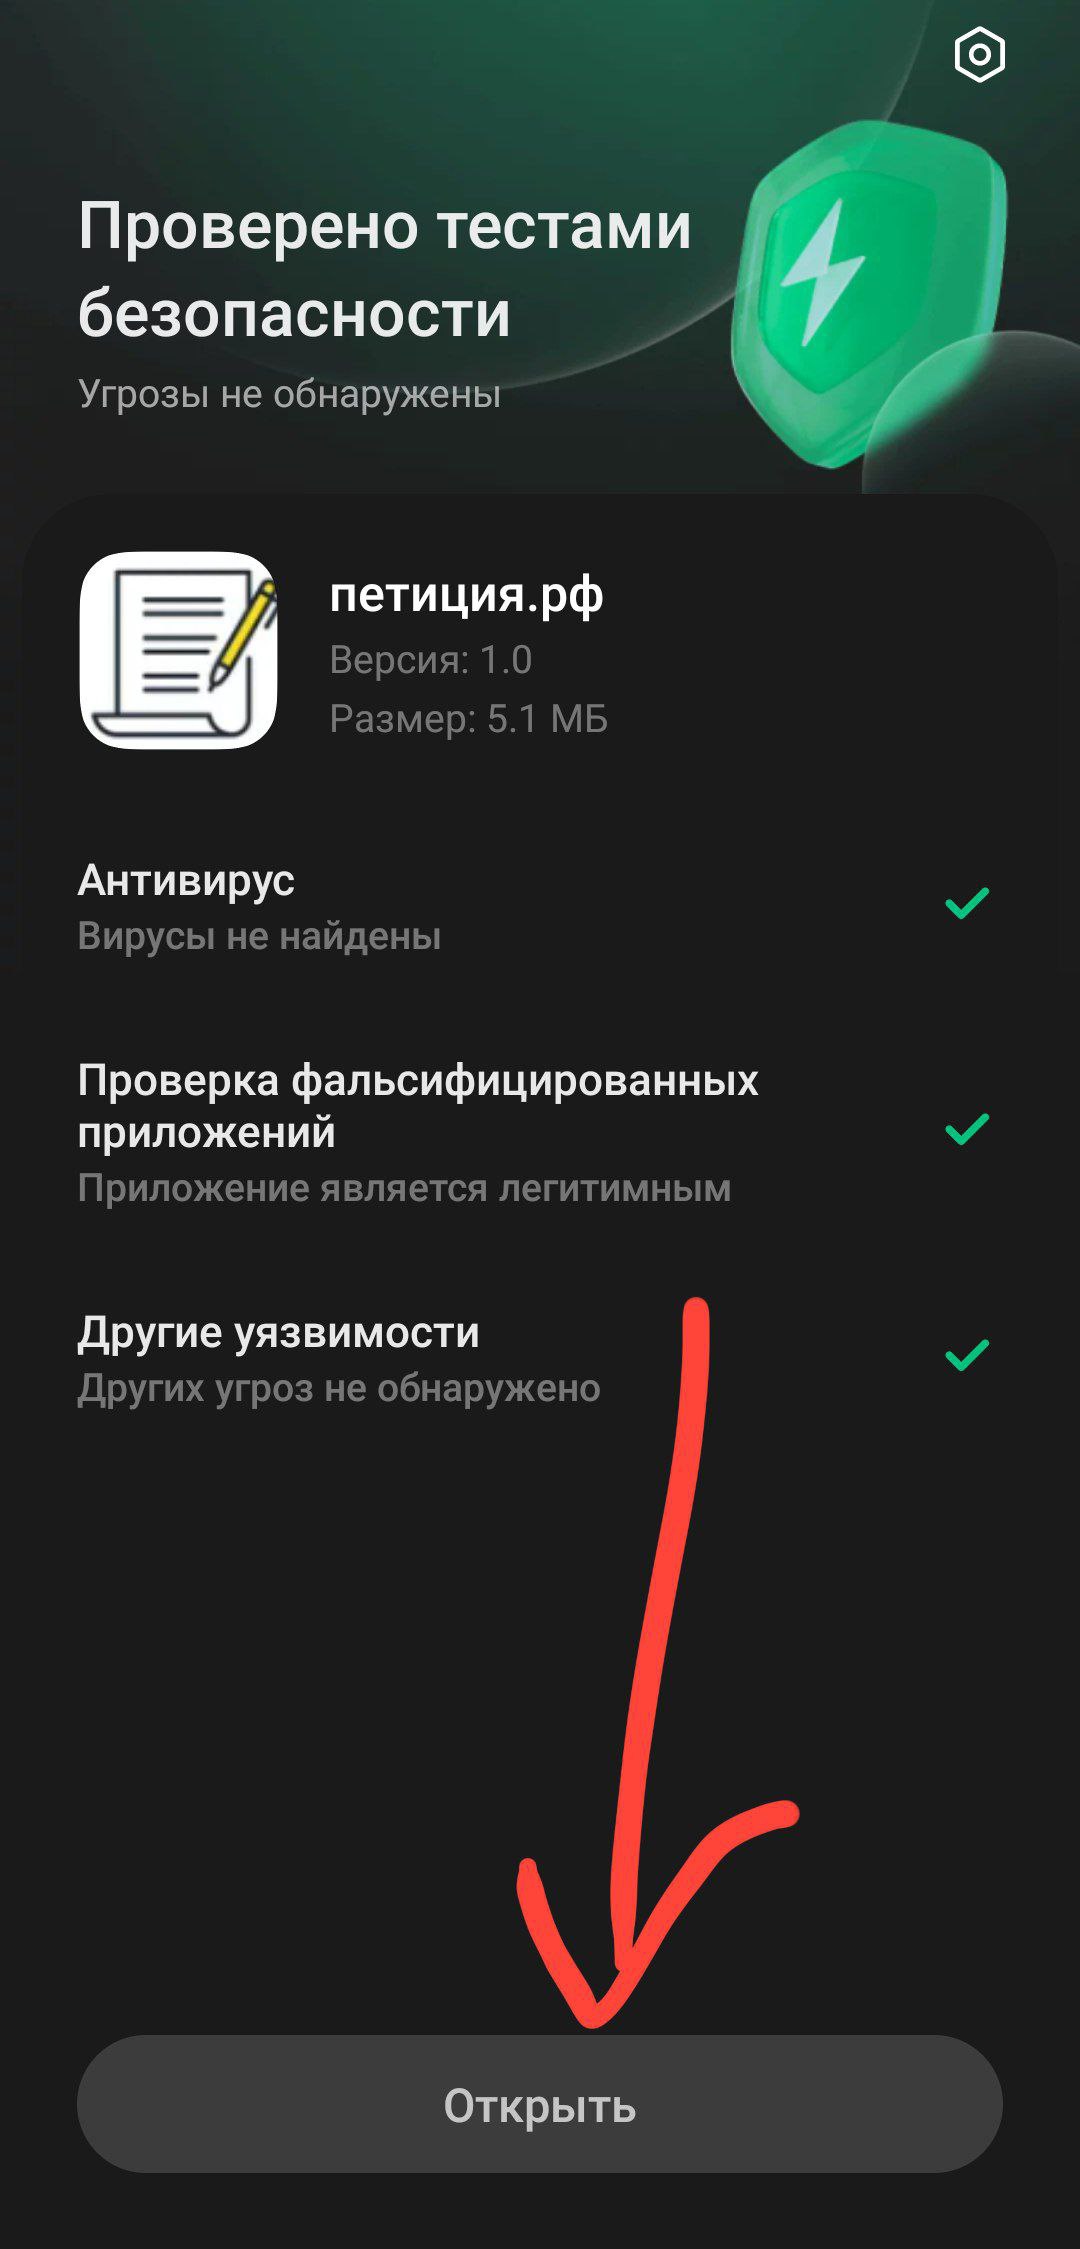 Проверено тестами
безопасности
Угрозы не обнаружены
петиция.рф
Версия: 1.0
Размер: 5.1 МБ
Антивирус
Вирусы не найдены
Проверка фальсифицированных
приложений
Приложение является легитимным
Другие уязвимости
Других угроз не обнаружено
Открыть